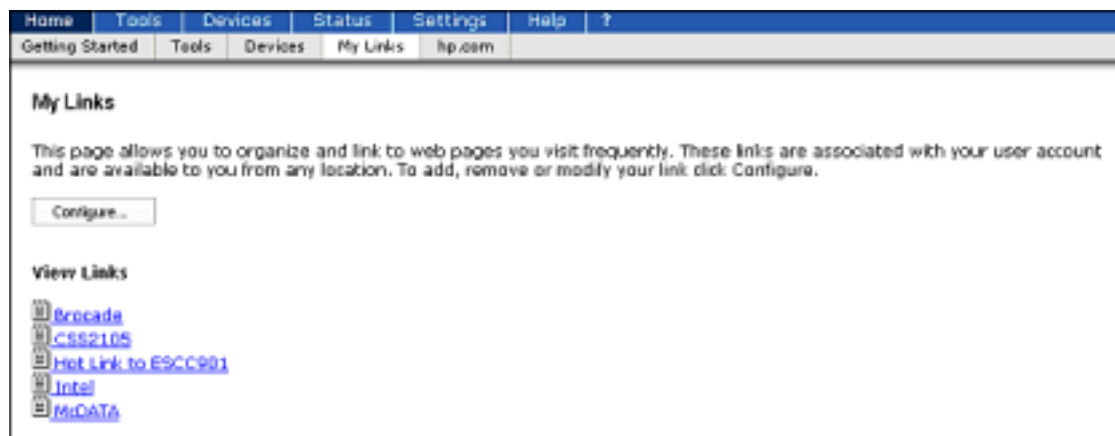 Home Tools Devices Status Settings Help ?
Getting Started Tools Devices My Links hp.com
My Links
This page allows you to organize and link to web pages you visit frequently. These links are associated with your user account
and are available to you from any location. To add, remove or modify your link click Configure.
Configure...
View Links
Brocade
CSS2105
Hot Link to ESCC901
Intel
McDATA